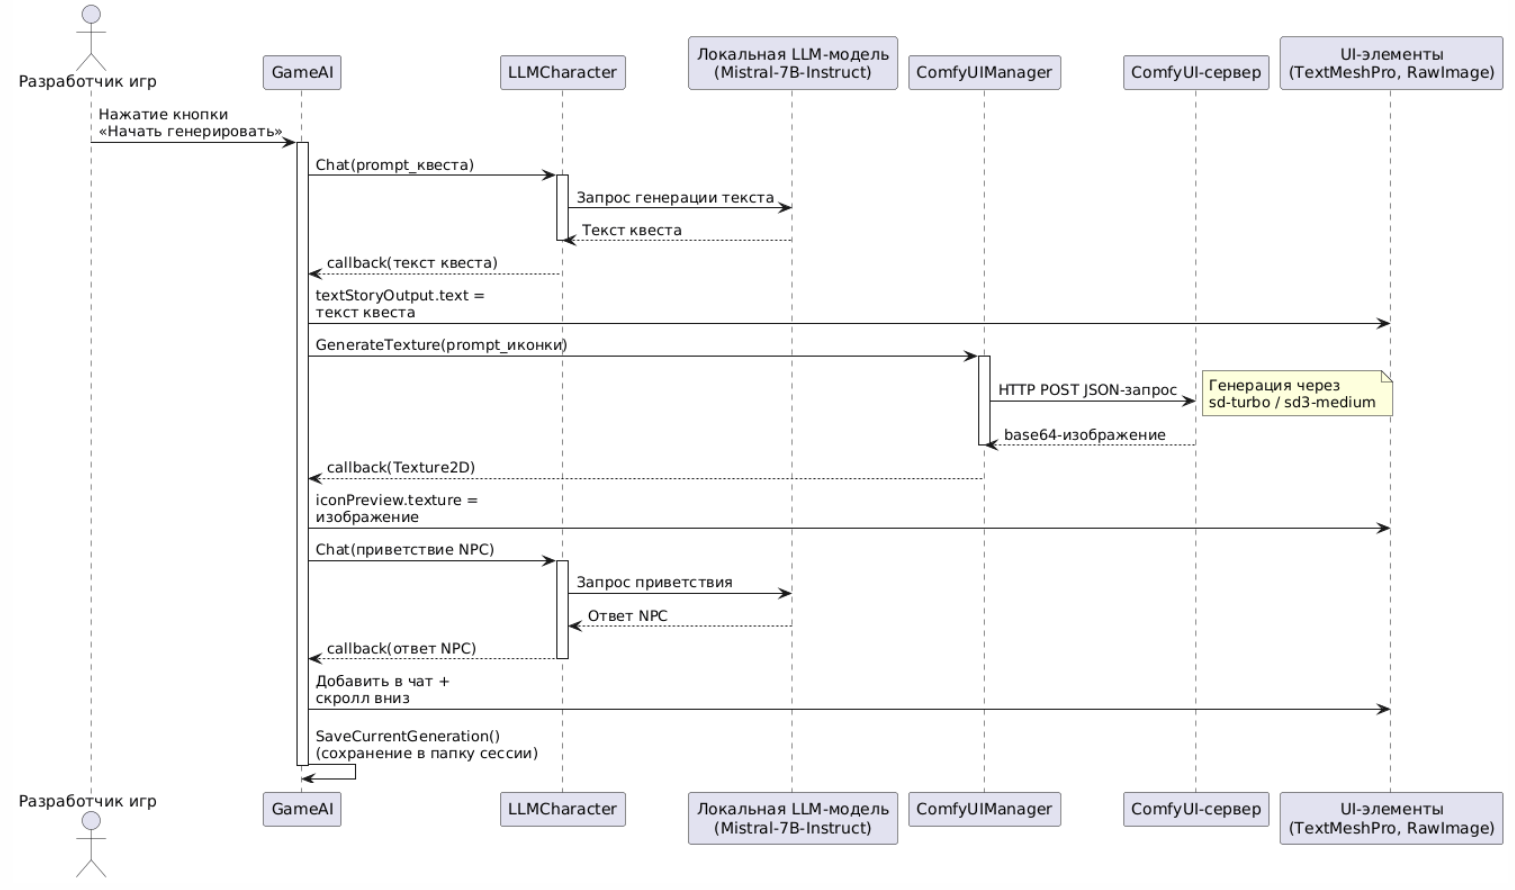 Разработчик игр
GameAI
LLMCharacter
Локальная LLM-модель
(Mistral-7B-Instruct)
ComfyUIManager
ComfyUI-сервер
UI-элементы
(TextMeshPro, RawImage)
Нажатие кнопки
«Начать генерировать»
Chat(prompt_квеста)
Запрос генерации текста
Текст квеста
callback(текст квеста)
textStoryOutput.text =
текст квеста
GenerateTexture(prompt_иконки)
HTTP POST JSON-запрос
Генерация через
sd-turbo / sd3-medium
base64-изображение
callback(Texture2D)
iconPreview.texture =
изображение
Chat(приветствие NPC)
Запрос приветствия
Ответ NPC
callback(ответ NPC)
Добавить в чат +
скролл вниз
SaveCurrentGeneration()
(сохранение в папку сессии)
Разработчик игр
GameAI
LLMCharacter
Локальная LLM-модель
(Mistral-7B-Instruct)
ComfyUIManager
ComfyUI-сервер
UI-элементы
(TextMeshPro, RawImage)